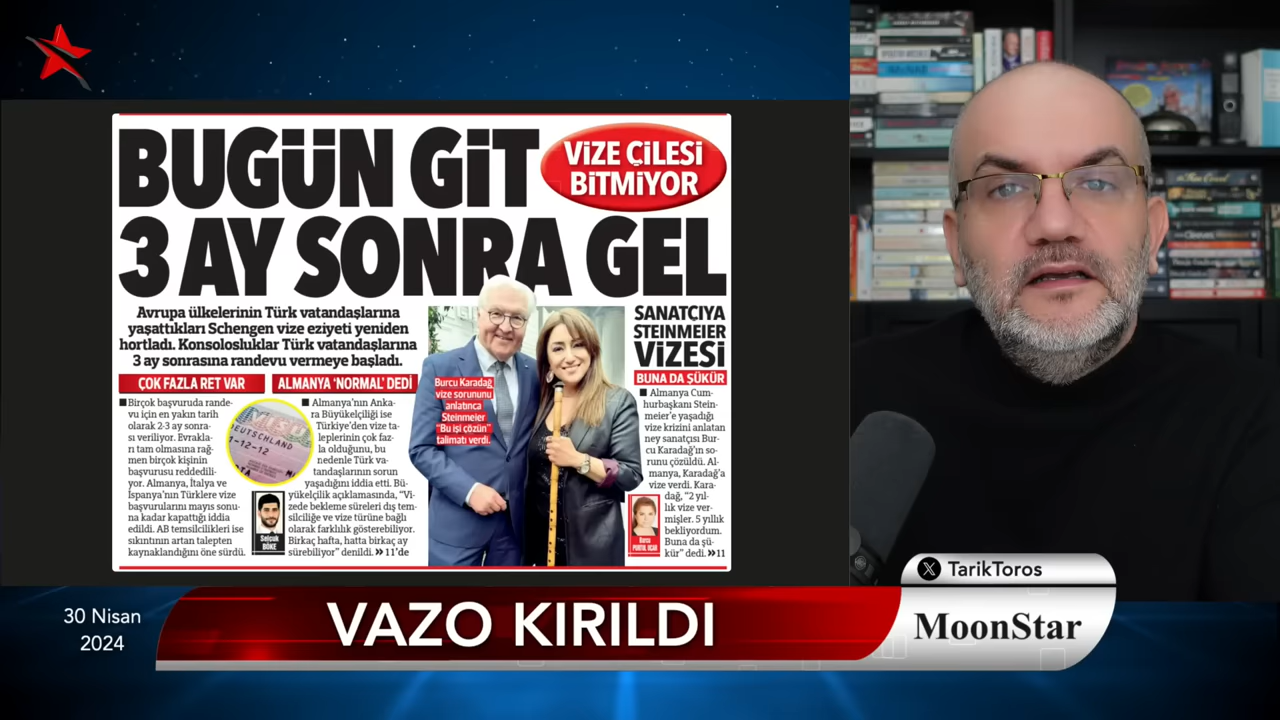 BUGÜN GİT
3 AY SONRA GEL
VİZE ÇİLESİ
BİTMİYOR
Avrupa ülkelerinin Türk vatandaşlarına
yaşattıkları Schengen vize eziyeti yeniden
hortladı. Konsolosluklar Türk vatandaşlarına
3 ay sonrasına randevu vermeye başladı.
ÇOK FAZLA RET VAR
Birçok başvuruda rande-
vu için en yakın tarih
olarak 2-3 ay sonra-
sı veriliyor. Evrakla-
rı tam olmasına rağ-
men birçok kişinin
başvurusu reddedili-
yor. Almanya, İtalya ve
İspanya'nın Türklere vize
başvurularını mayıs sonu-
na kadar kapattığı iddia
edildi. AB temsilcilikleri ise
sıkıntının artan talepten
kaynaklandığını öne sürdü.
DEUTSCHLAND
1-12-12
ALMANYA 'NORMAL' DEDİ
Almanya'nın Anka-
ra Büyükelçiliği ise
Türkiye'den vize ta-
leplerinin çok faz-
la olduğunu, bu
nedenle Türk va-
tandaşlarının sorun
yaşadığını iddia etti. Bü-
yükelçilik açıklamasında, "Vi-
zede bekleme süreleri dış tem-
silciliğe ve vize türüne bağlı
olarak farklılık gösterebiliyor.
Birkaç hafta, hatta birkaç ay
sürebiliyor" denildi. 11'de
Selçuk
BÖKE
Burcu Karadağ
vize sorununu
anlatınca
Steinmeier
"Bu işi çözün"
talimatı verdi.
SANATÇIYA
STEINMEIER
VİZESİ
BUNA DA ŞÜKÜR
Almanya Cum-
hurbaşkanı Stein-
meier'e yaşadığı
vize krizini anlatan
ney sanatçısı Bur-
cu Karadağ'ın so-
runu çözüldü. Al-
manya, Karadağ'a
vize verdi. Kara-
dağ, "2 yıl-
lık vize ver-
mişler. 5 yıllık
bekliyordum.
Buna da şü-
kür" dedi. 11
30 Nisan
2024
VAZO KIRILDI
X TarikToros
MoonStar